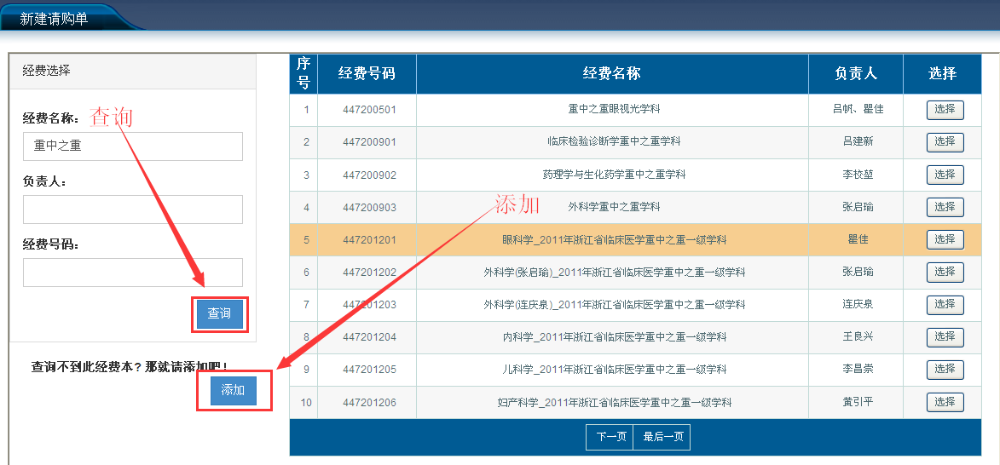 新建请购单
经费选择
经费名称:
查询
重中之重
负责人:
经费号码:
查询
查询不到此经费本? 那就请添加吧!
添加
添加
序号 经费号码 经费名称 负责人 选择
1 447200501 重中之重眼视光学科 吕帆、瞿佳 选择
2 447200901 临床检验诊断学重中之重学科 吕建新 选择
3 447200902 药理学与生化药学重中之重学科 李校堃 选择
4 447200903 外科学重中之重学科 张启瑜 选择
5 447201201 眼科学_2011年浙江省临床医学重中之重一级学科 瞿佳 选择
6 447201202 外科学(张启瑜)_2011年浙江省临床医学重中之重一级学科 张启瑜 选择
7 447201203 外科学(连庆泉)_2011年浙江省临床医学重中之重一级学科 连庆泉 选择
8 447201204 内科学_2011年浙江省临床医学重中之重一级学科 王良兴 选择
9 447201205 儿科学_2011年浙江省临床医学重中之重一级学科 李昌崇 选择
10 447201206 妇产科学_2011年浙江省临床医学重中之重一级学科 黄引平 选择
下一页 最后一页